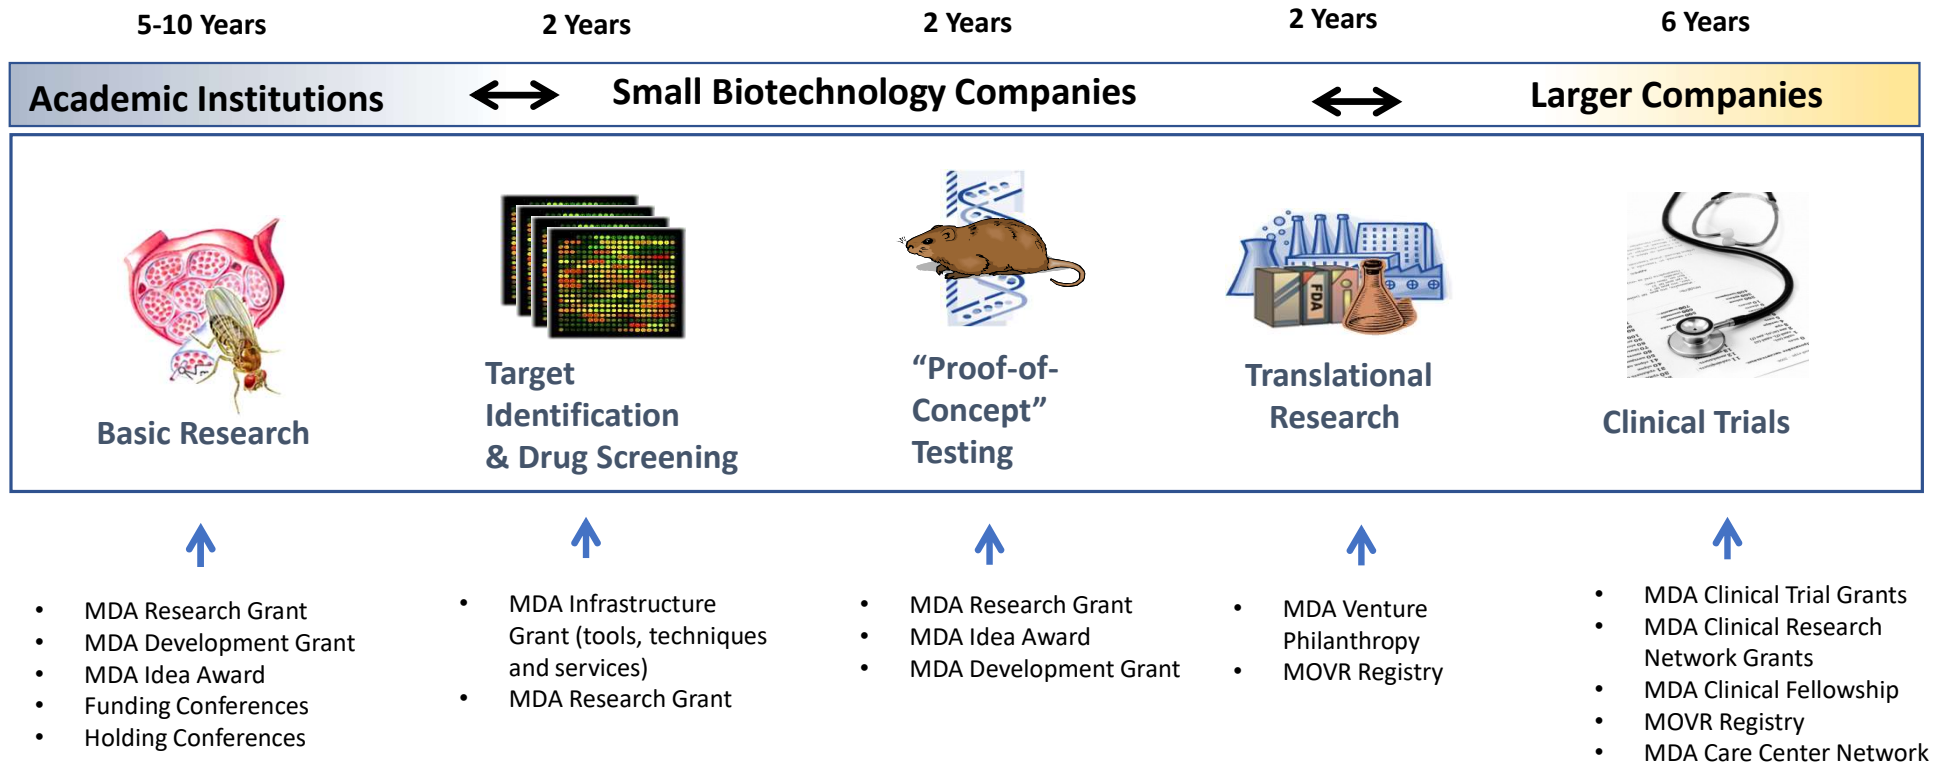 5-10 Years
2 Years
2 Years
2 Years
6 Years
Academic Institutions
Small Biotechnology Companies
Larger Companies
FDA
Basic Research
Target
Identification
& Drug Screening
“Proof-of-
Concept”
Testing
Translational
Research
Clinical Trials
• MDA Research Grant
• MDA Development Grant
• MDA Idea Award
• Funding Conferences
• Holding Conferences
• MDA Infrastructure
Grant (tools, techniques
and services)
• MDA Research Grant
• MDA Research Grant
• MDA Idea Award
• MDA Development Grant
• MDA Venture
Philanthropy
• MOVR Registry
• MDA Clinical Trial Grants
• MDA Clinical Research
Network Grants
• MDA Clinical Fellowship
• MOVR Registry
• MDA Care Center Network